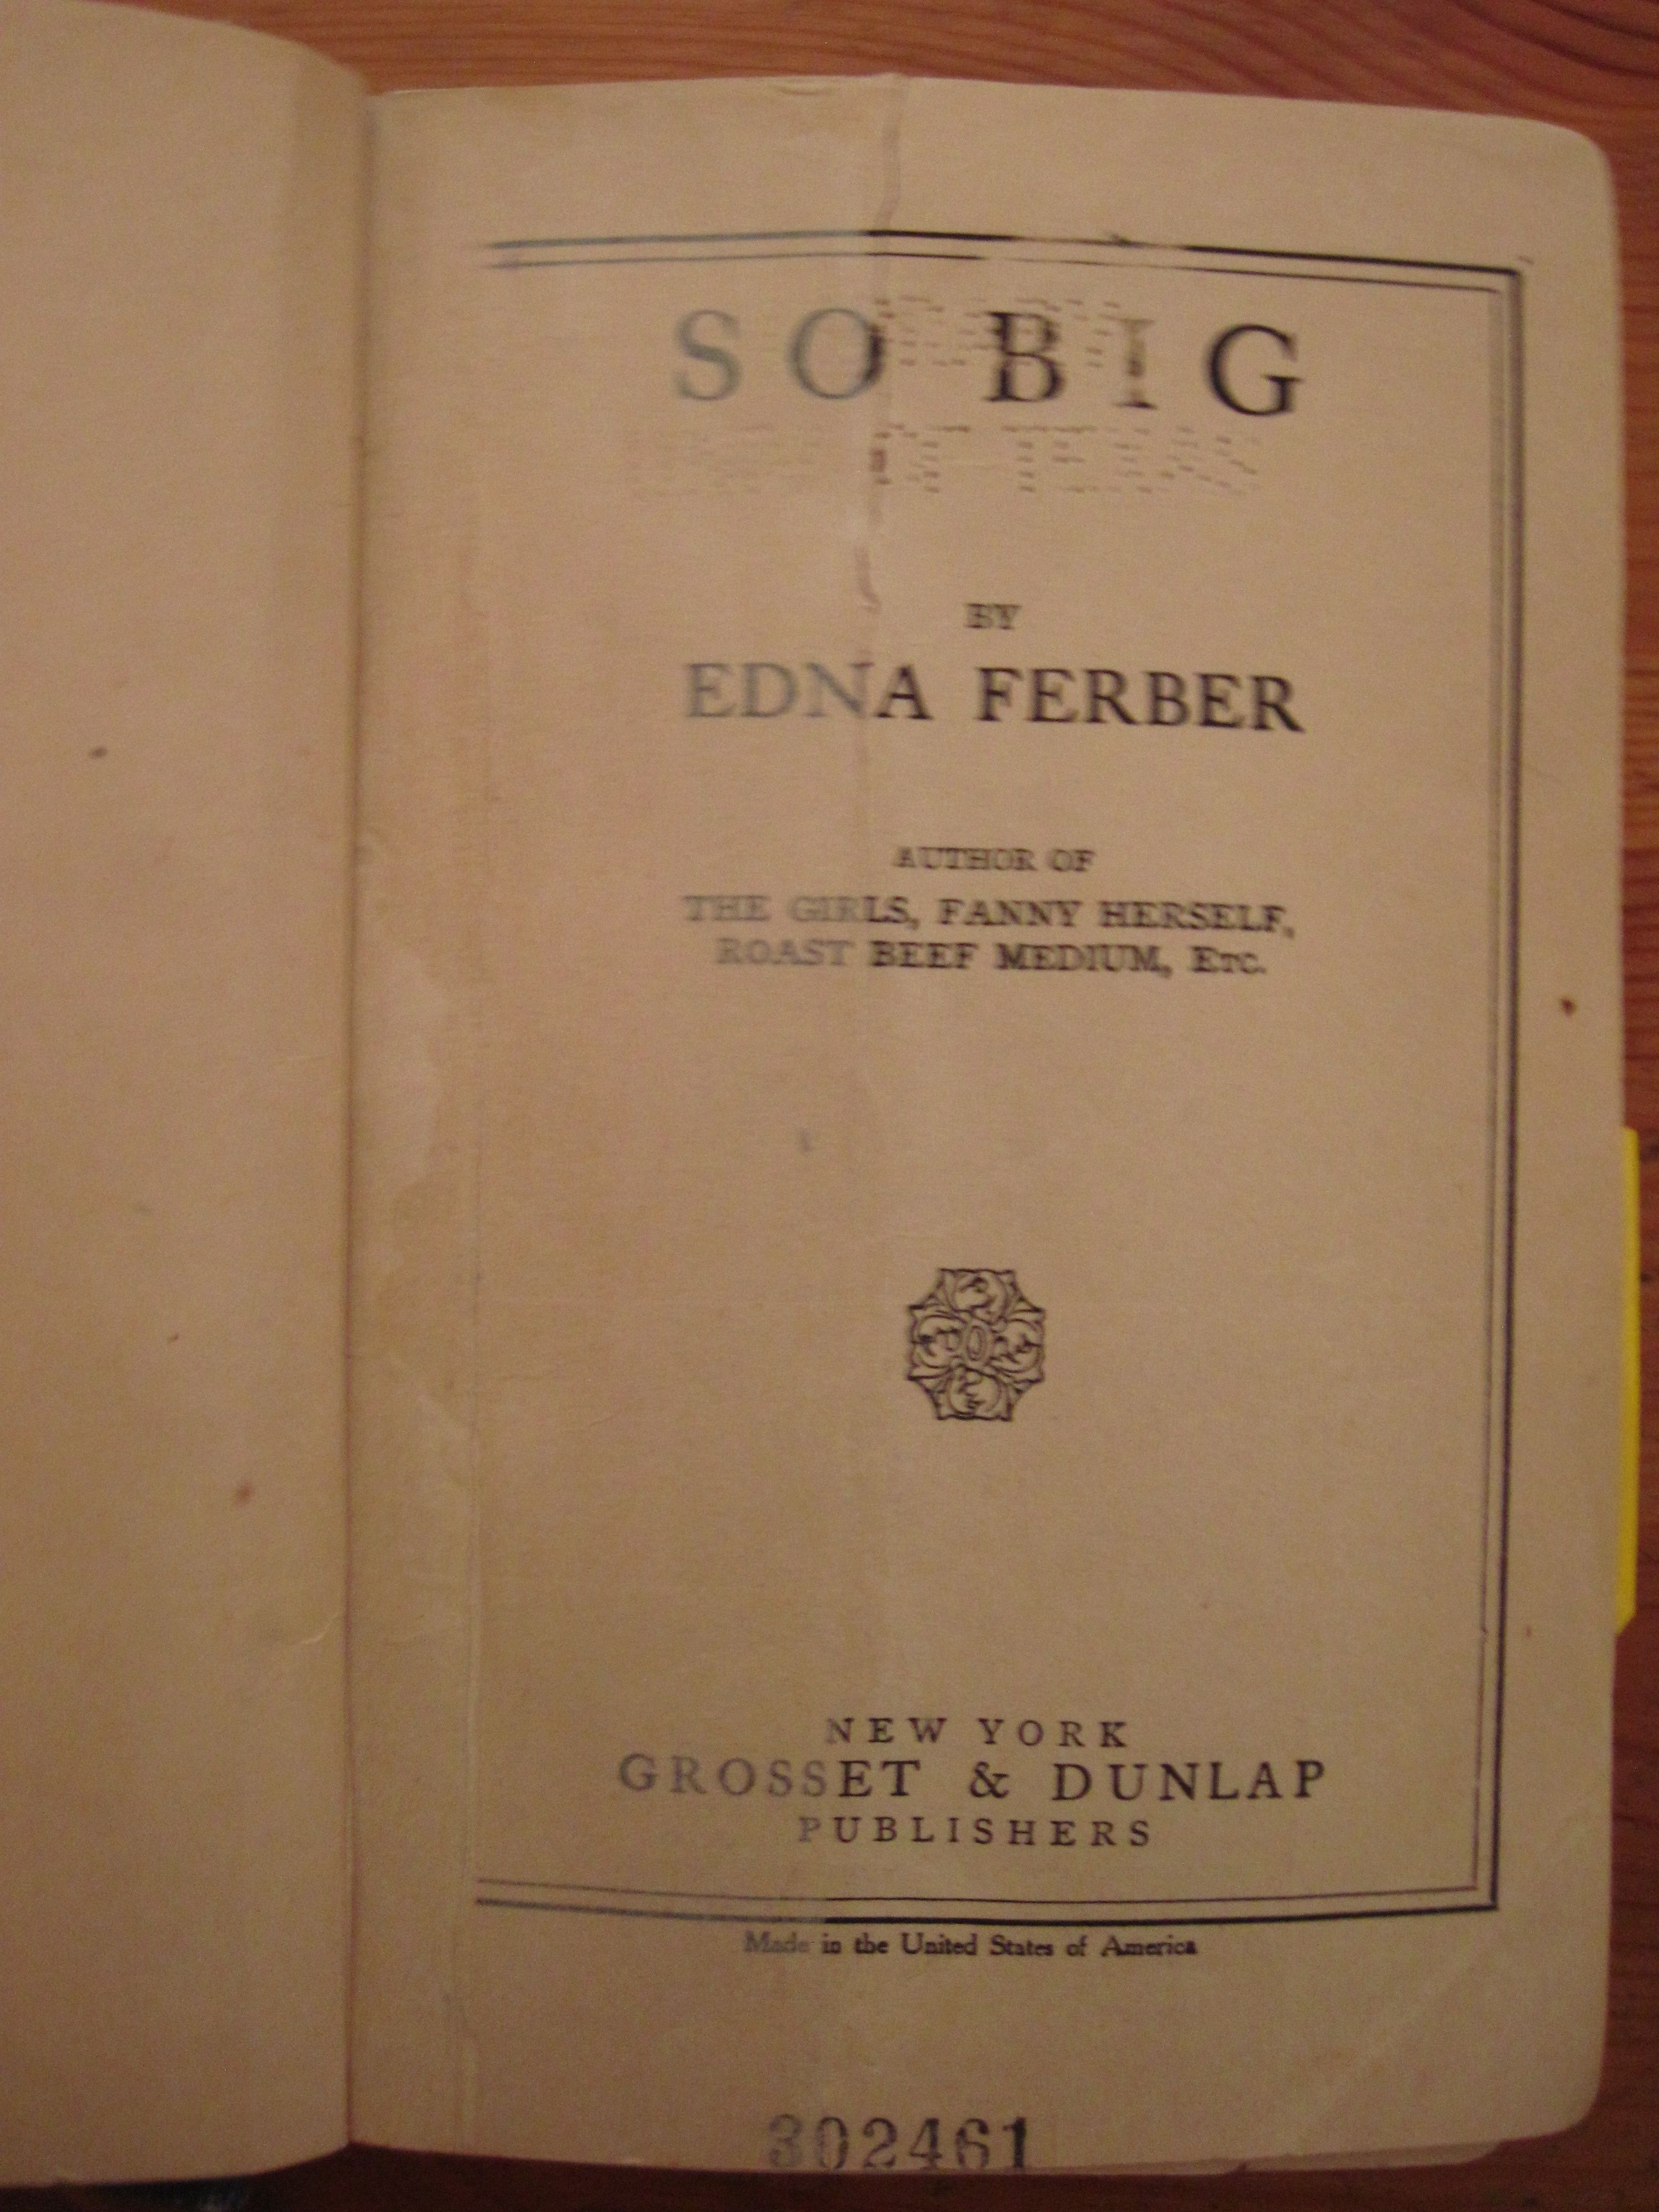 SO BIG
BY
EDNA FERBER
AUTHOR OF
THE GIRLS, FANNY HERSELF,
ROAST BEEF MEDIUM, ETC.
NEW YORK
GROSSET & DUNLAP
PUBLISHERS
Made in the United States of America
302461